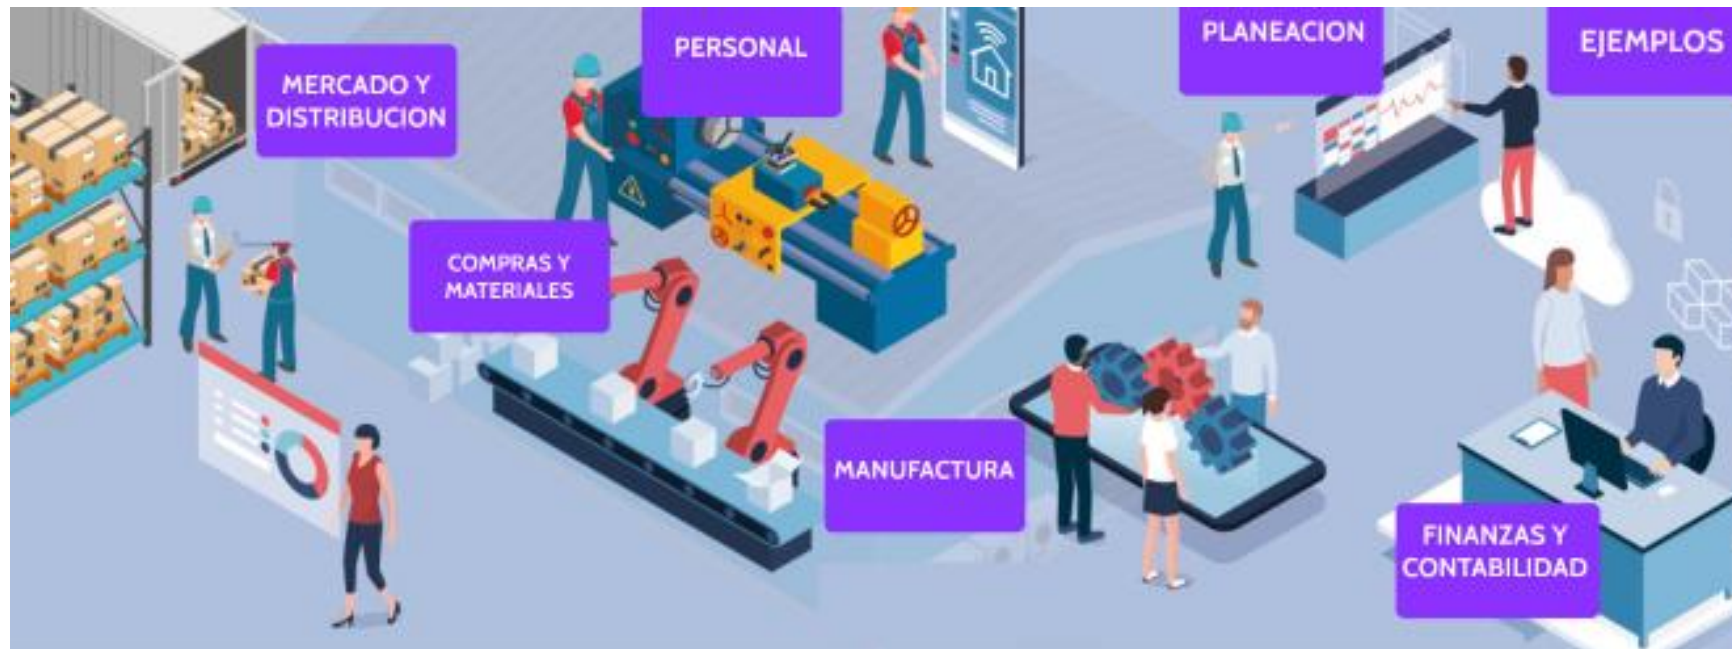 PERSONAL
PLANEACION
EJEMPLOS
MERCADO Y
DISTRIBUCION
COMPRAS Y
MATERIALES
MANUFACTURA
FINANZAS Y
CONTABILIDAD